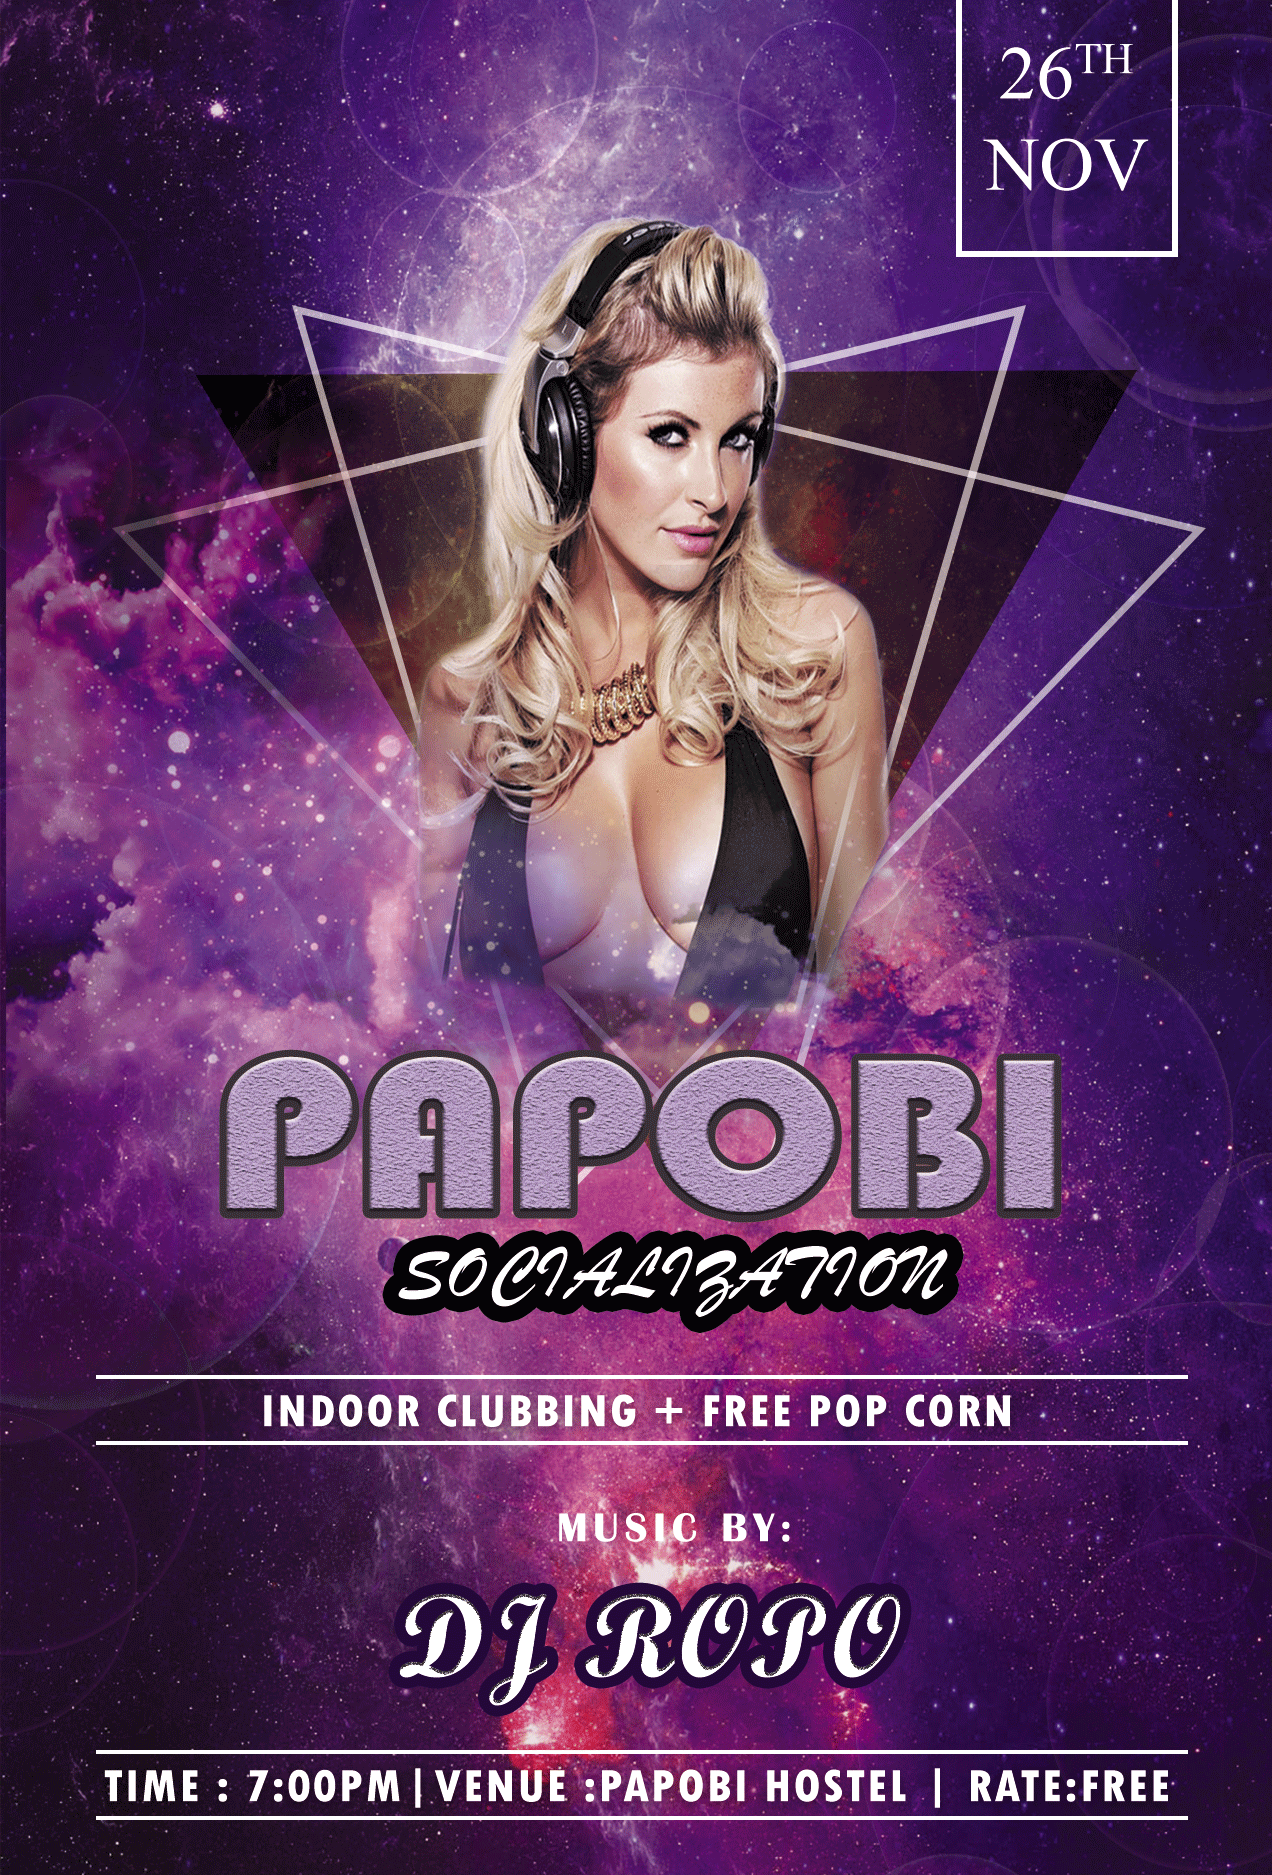 26TH
NOV
PAPOBI
SOCIALIZATION
INDOOR CLUBBING + FREE POP CORN
MUSIC BY:
DJ ROPO
TIME : 7:00PM|VENUE :PAPOBI HOSTEL | RATE:FREE